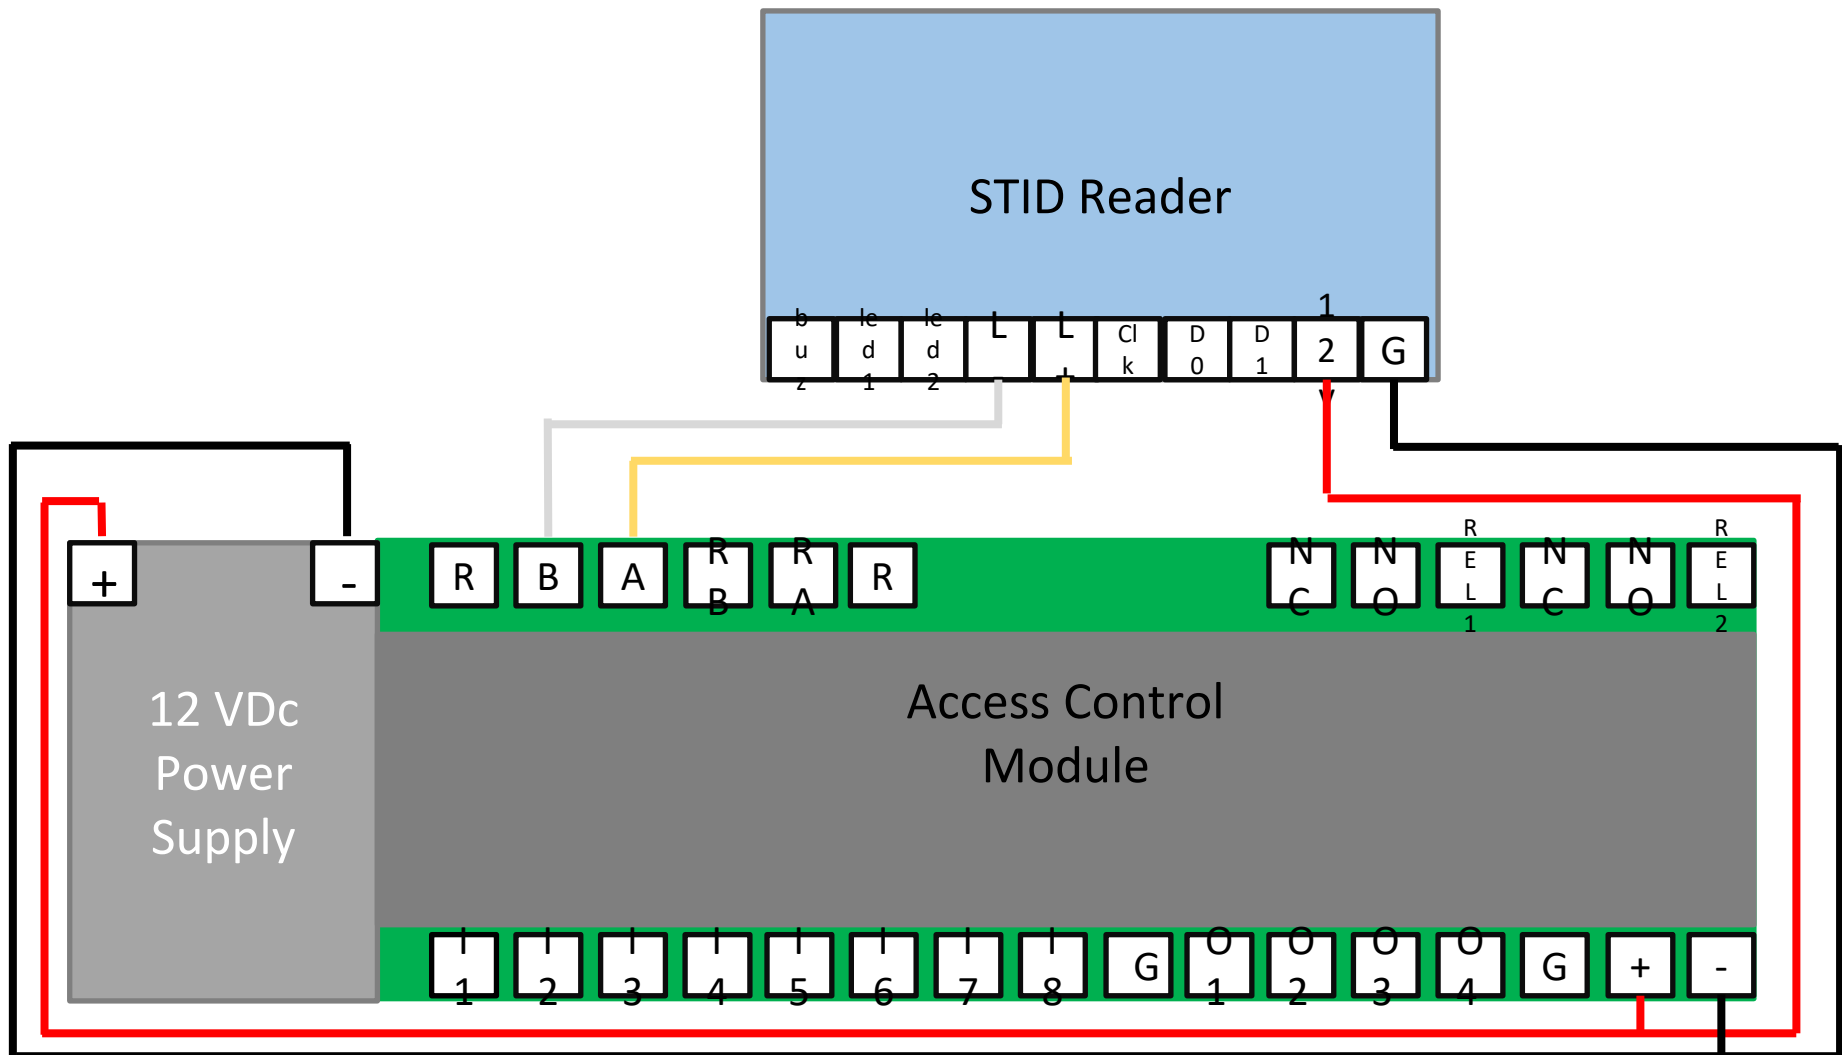 STID Reader
b
u
z
le
d
1
le
d
2
L
-
L
+
Cl
k
D
0
D
1
1
2
V
G
+
-
R
B
A
R
B
R
A
R
N
C
N
O
R
E
L
1
N
C
N
O
R
E
L
2
12 VDc
Power
Supply
Access Control
Module
I
1
I
2
I
3
I
4
I
5
I
6
I
7
I
8
G
O
1
O
2
O
3
O
4
G
+
-